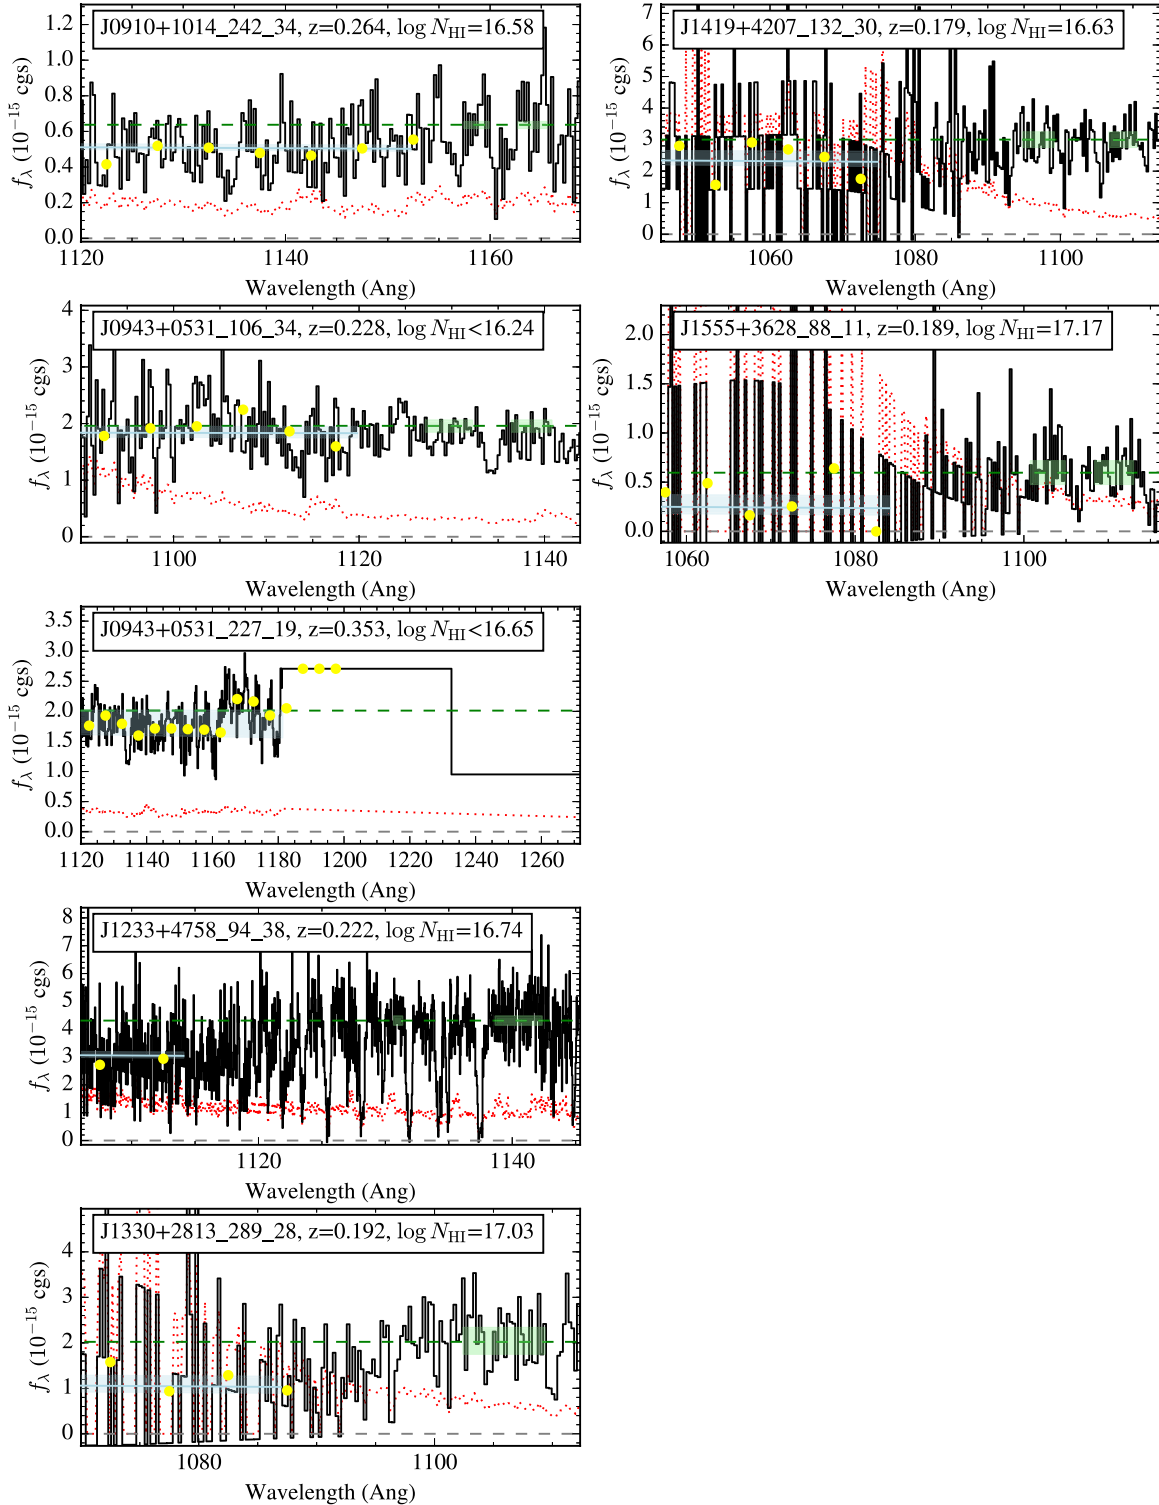 J0910+1014_242_34, z=0.264, log N_HI=16.58
f_λ (10^−15 cgs)
1.2
1.0
0.8
0.6
0.4
0.2
0.0
1120 1140 1160
Wavelength (Ang)
J1419+4207_132_30, z=0.179, log N_HI=16.63
f_λ (10^−15 cgs)
7
6
5
4
3
2
1
0
1060 1080 1100
Wavelength (Ang)
J0943+0531_106_34, z=0.228, log N_HI<16.24
f_λ (10^−15 cgs)
4
3
2
1
0
1100 1120 1140
Wavelength (Ang)
J1555+3628_88_11, z=0.189, log N_HI=17.17
f_λ (10^−15 cgs)
2.0
1.5
1.0
0.5
0.0
1060 1080 1100
Wavelength (Ang)
J0943+0531_227_19, z=0.353, log N_HI<16.65
f_λ (10^−15 cgs)
3.5
3.0
2.5
2.0
1.5
1.0
0.5
0.0
1120 1140 1160 1180 1200 1220 1240 1260
Wavelength (Ang)
J1233+4758_94_38, z=0.222, log N_HI=16.74
f_λ (10^−15 cgs)
8
7
6
5
4
3
2
1
0
1120 1140
Wavelength (Ang)
J1330+2813_289_28, z=0.192, log N_HI=17.03
f_λ (10^−15 cgs)
4
3
2
1
0
1080 1100
Wavelength (Ang)